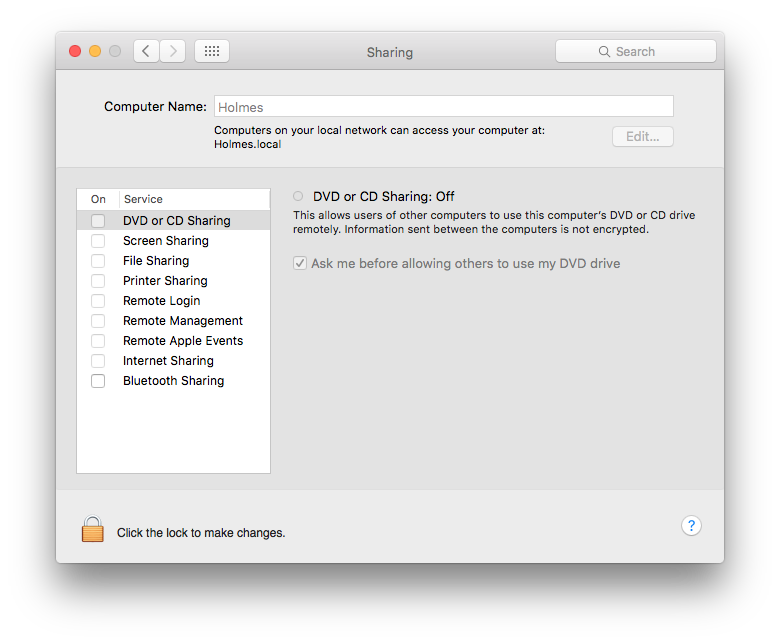 Sharing
Search
Computer Name:
Holmes
Computers on your local network can access your computer at:
Holmes.local
Edit...
On
Service
DVD or CD Sharing
Screen Sharing
File Sharing
Printer Sharing
Remote Login
Remote Management
Remote Apple Events
Internet Sharing
Bluetooth Sharing
DVD or CD Sharing: Off
This allows users of other computers to use this computer's DVD or CD drive
remotely. Information sent between the computers is not encrypted.
Ask me before allowing others to use my DVD drive
Click the lock to make changes.
?